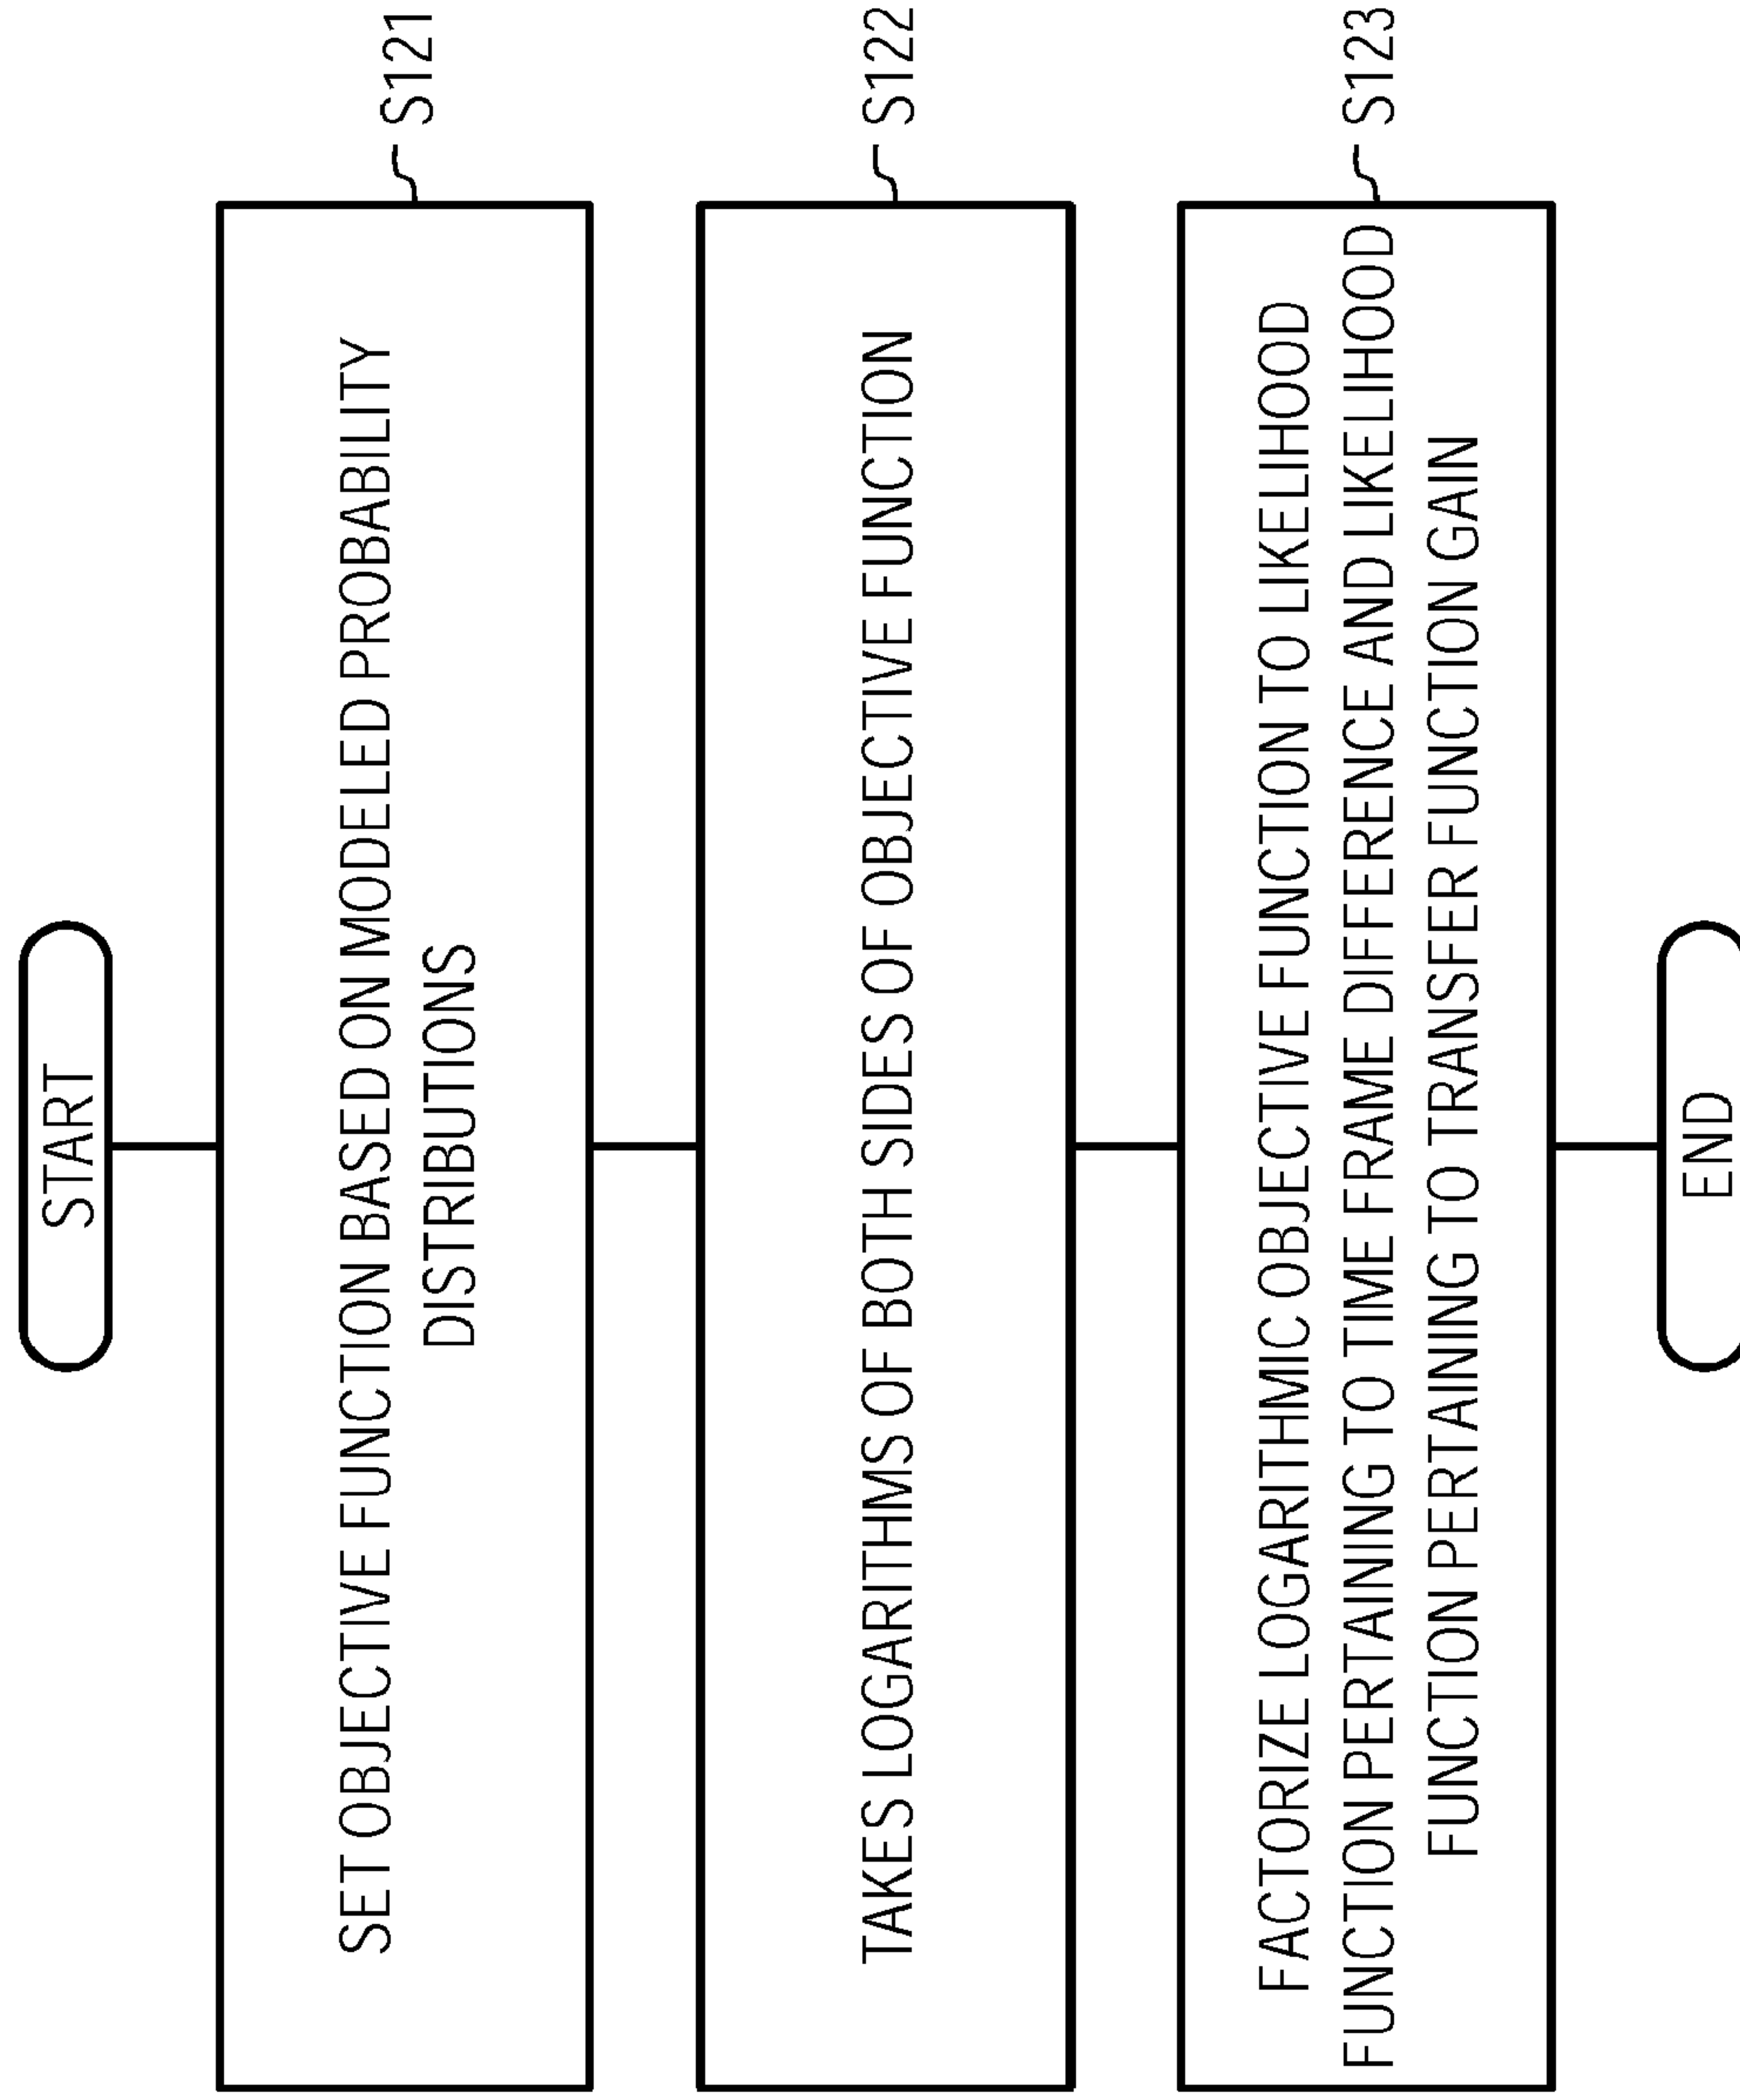 START
SET OBJECTIVE FUNCTION BASED ON MODELED PROBABILITY
DISTRIBUTIONS
S121
TAKES LOGARITHMS OF BOTH SIDES OF OBJECTIVE FUNCTION
S122
FACTORIZE LOGARITHMIC OBJECTIVE FUNCTION TO LIKELIHOOD
FUNCTION PERTAINING TO TIME FRAME DIFFERENCE AND LIKELIHOOD
FUNCTION PERTAINING TO TRANSFER FUNCTION GAIN
S123
END